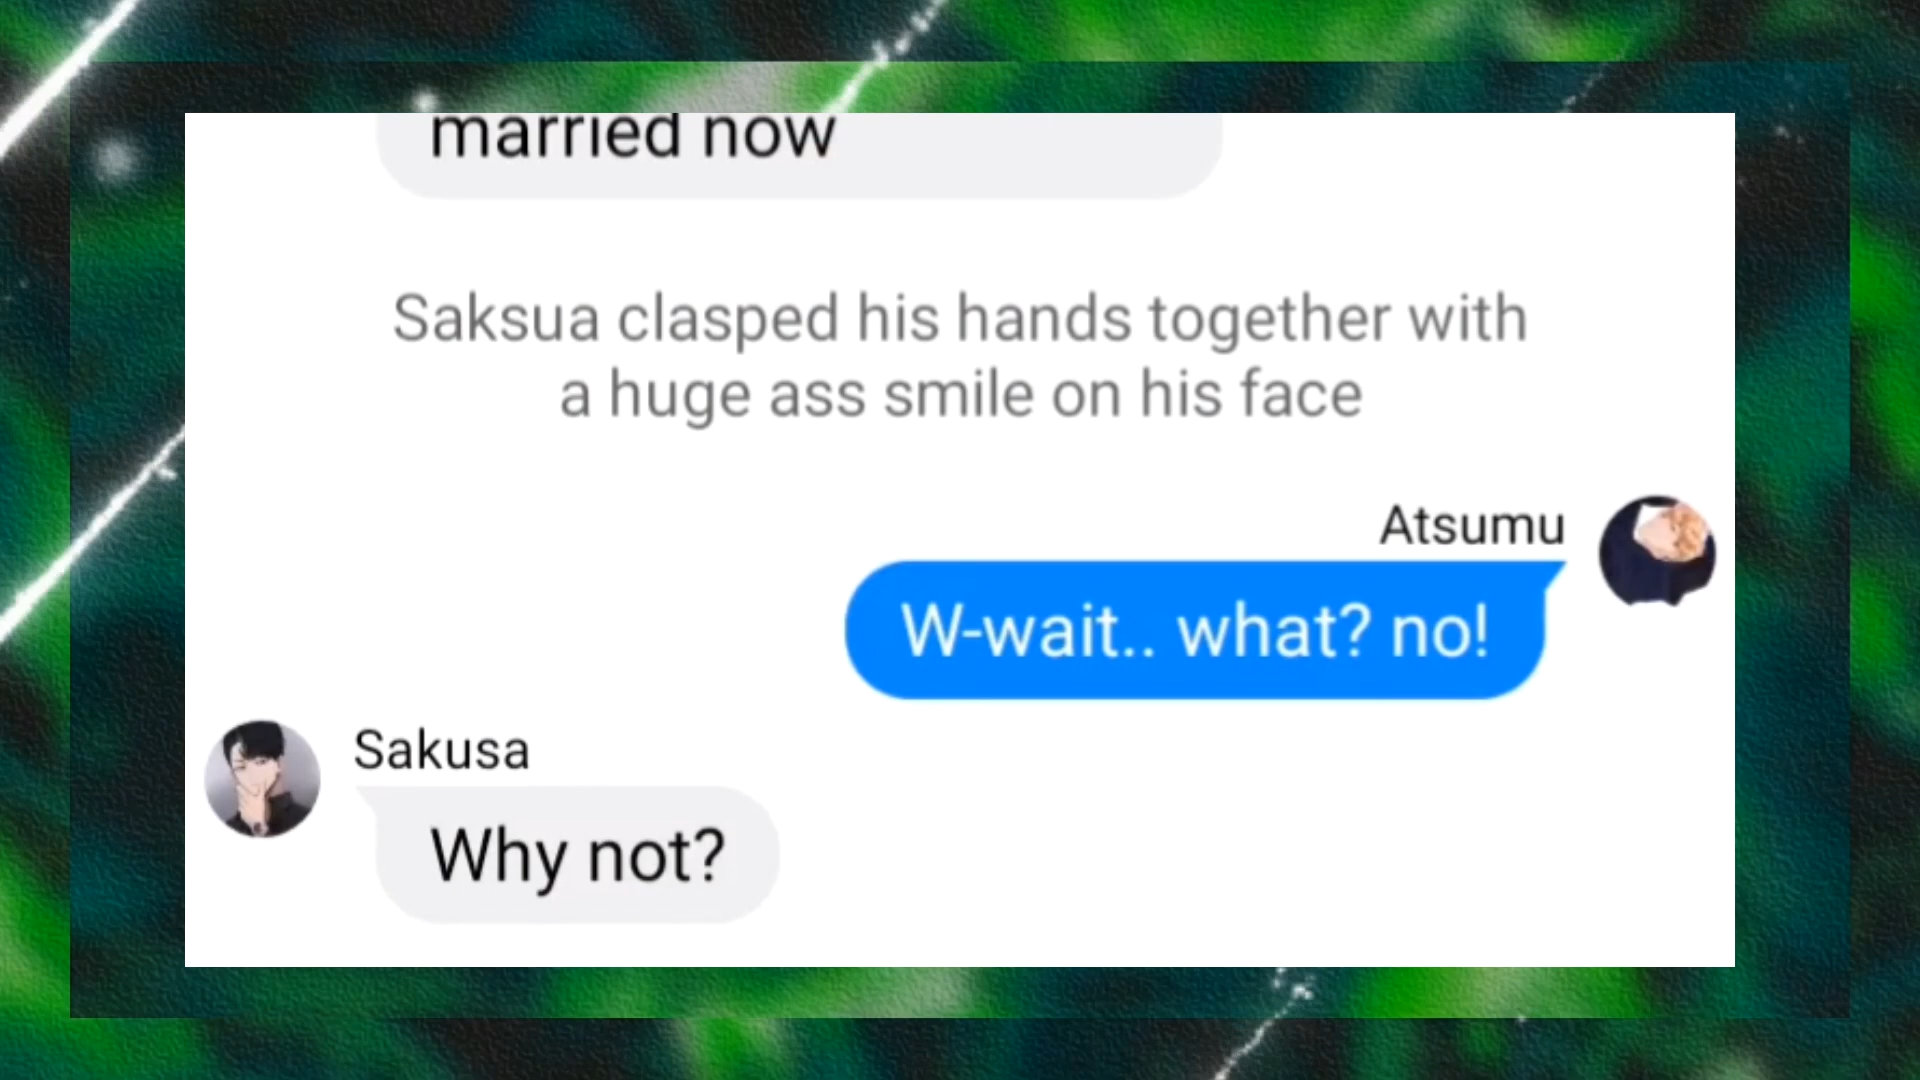 married now
Saksua clasped his hands together with
a huge ass smile on his face
Atsumu
W-wait.. what? no!
Sakusa
Why not?